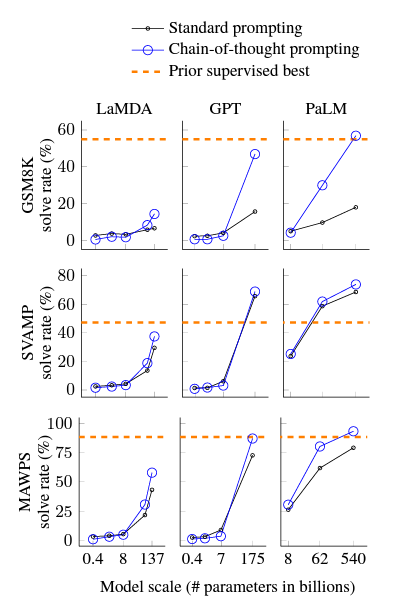 Standard prompting
Chain-of-thought prompting
Prior supervised best
LaMDA GPT PaLM
GSM8K
solve rate (%)
60
40
20
0
SVAMP
solve rate (%)
80
60
40
20
0
MAWPS
solve rate (%)
100
75
50
25
0
0.4 8 137 0.4 7 175 8 62 540
Model scale (# parameters in billions)